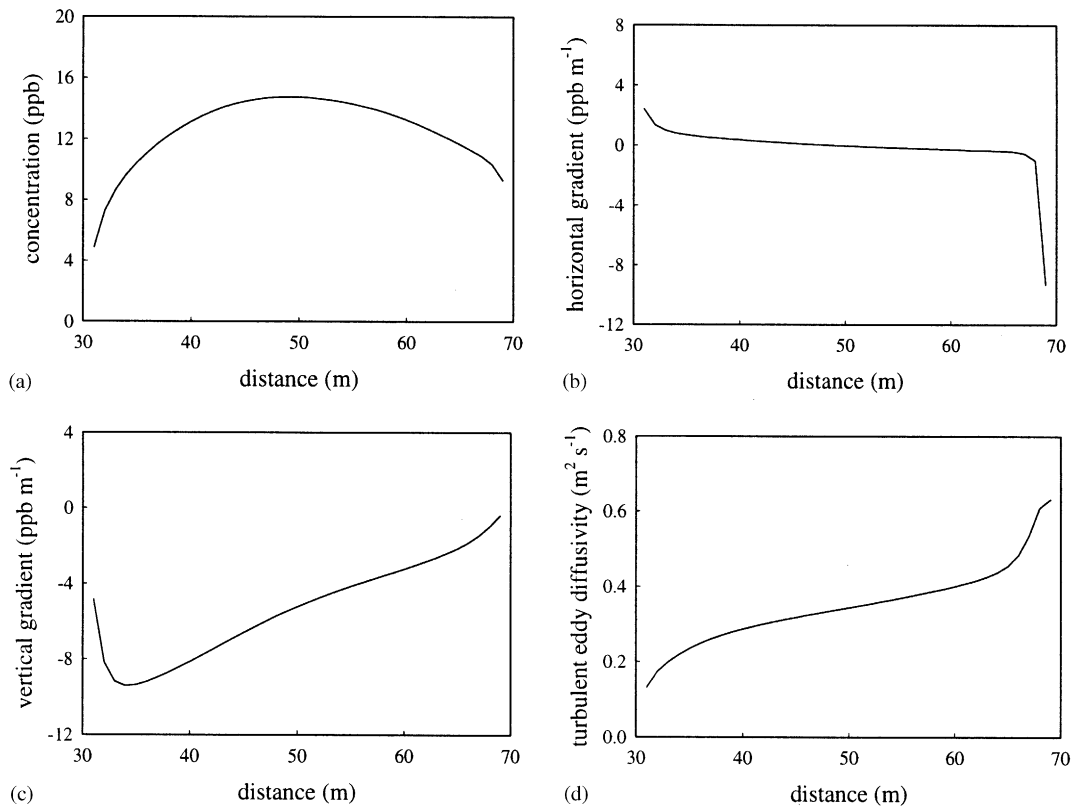 20
16
12
8
4
0
concentration (ppb)
30 40 50 60 70
distance (m)
(a)
8
4
0
-4
-8
-12
horizontal gradient (ppb m⁻¹)
30 40 50 60 70
distance (m)
(b)
4
0
-4
-8
-12
vertical gradient (ppb m⁻¹)
30 40 50 60 70
distance (m)
(c)
0.8
0.6
0.4
0.2
0.0
turbulent eddy diffusivity (m² s⁻¹)
30 40 50 60 70
distance (m)
(d)